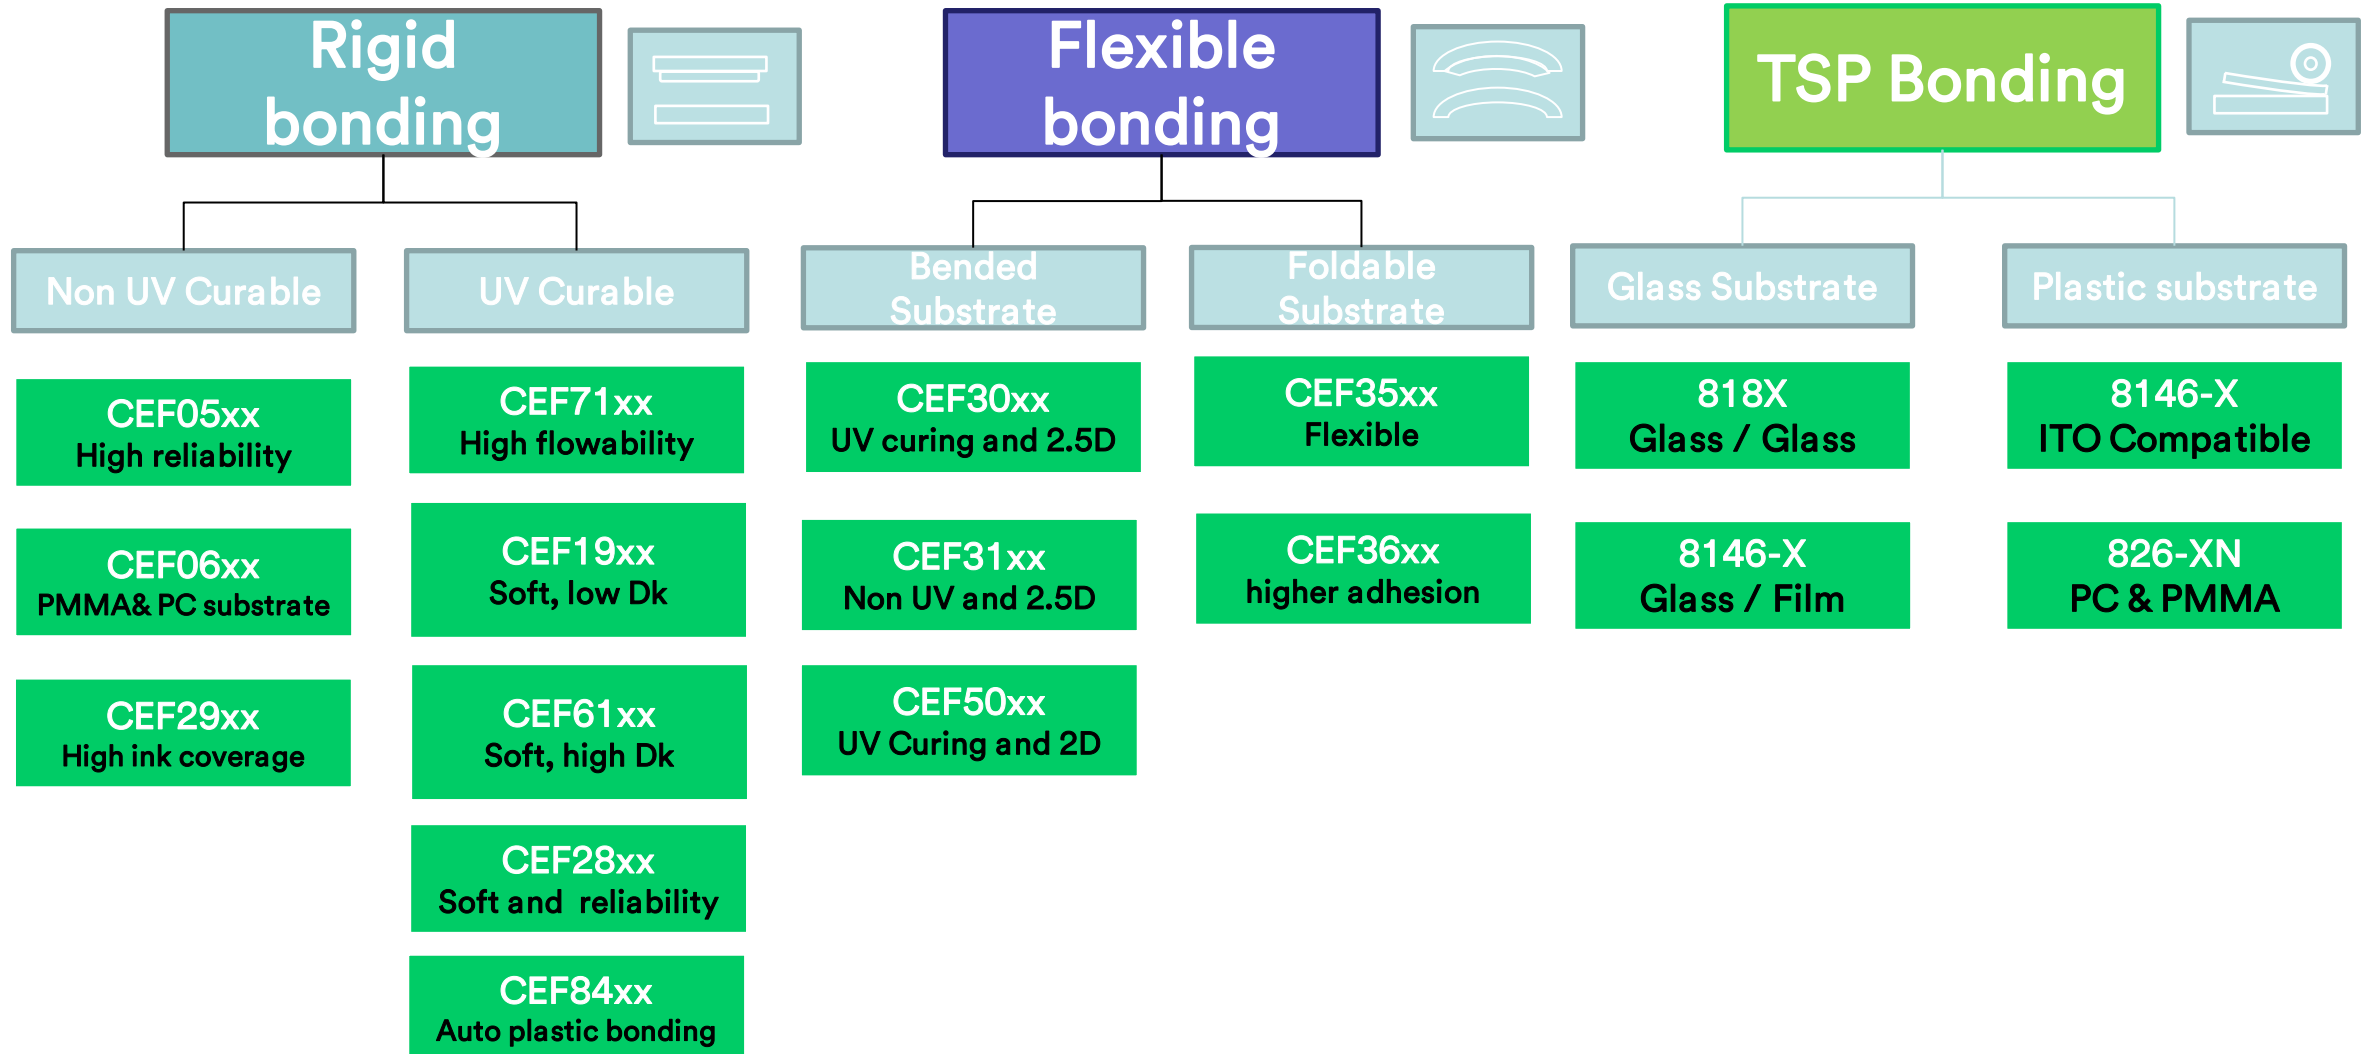 Rigid
bonding
Flexible
bonding
TSP Bonding
Non UV Curable
UV Curable
Bended
Substrate
Foldable
Substrate
Glass Substrate
Plastic substrate
CEF05xx
High reliability
CEF06xx
PMMA& PC substrate
CEF29xx
High ink coverage
CEF71xx
High flowability
CEF19xx
Soft, low Dk
CEF61xx
Soft, high Dk
CEF28xx
Soft and  reliability
CEF84xx
Auto plastic bonding
CEF30xx
UV curing and 2.5D
CEF31xx
Non UV and 2.5D
CEF50xx
UV Curing and 2D
CEF35xx
Flexible
CEF36xx
higher adhesion
818X
Glass / Glass
8146-X
Glass / Film
8146-X
ITO Compatible
826-XN
PC & PMMA